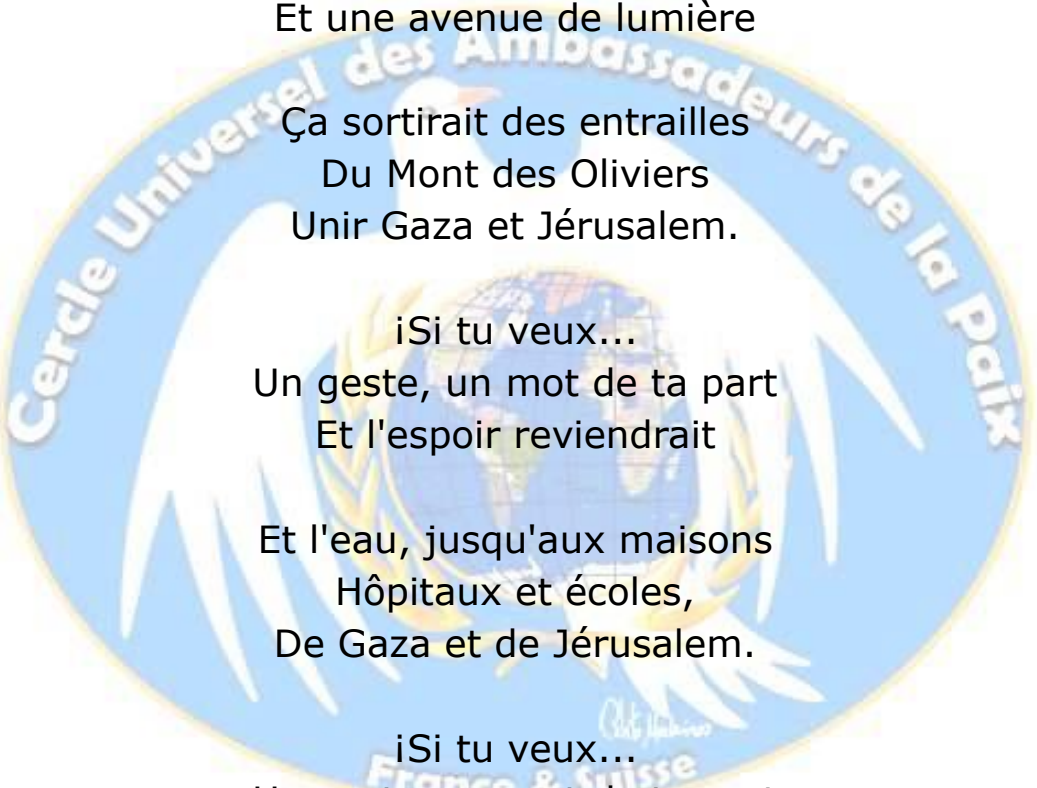 Et une avenue de lumière
Cercle Universel des Ambassadeurs de la Paix
Ça sortirait des entrailles
Du Mont des Oliviers
Unir Gaza et Jérusalem.
¡Si tu veux...
Un geste, un mot de ta part
Et l'espoir reviendrait
Et l'eau, jusqu'aux maisons
Hôpitaux et écoles,
De Gaza et de Jérusalem.
¡Si tu veux...
France & Suisse